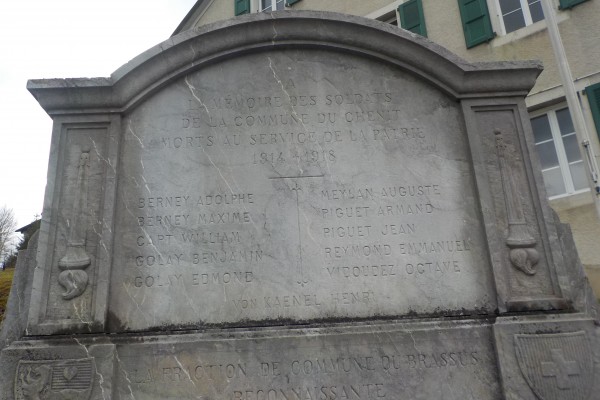 A MÉMOIRE DES SOLDATS
DE LA COMMUNE DU CHENIT
MORTS AU SERVICE DE LA PATRIE
1914 - 1918
BERNEY ADOLPHE
BERNEY MAXIME
CAPT WILLIAM
GOLAY BENJAMIN
GOLAY EDMOND
MEYLAN AUGUSTE
PIGUET ARMAND
PIGUET JEAN
REYMOND EMMANUEL
VICOUDEZ OCTAVE
VON KAENEL HENRI
LA FRACTION DE COMMUNE DU BRASSUS
RECONNAISSANTE